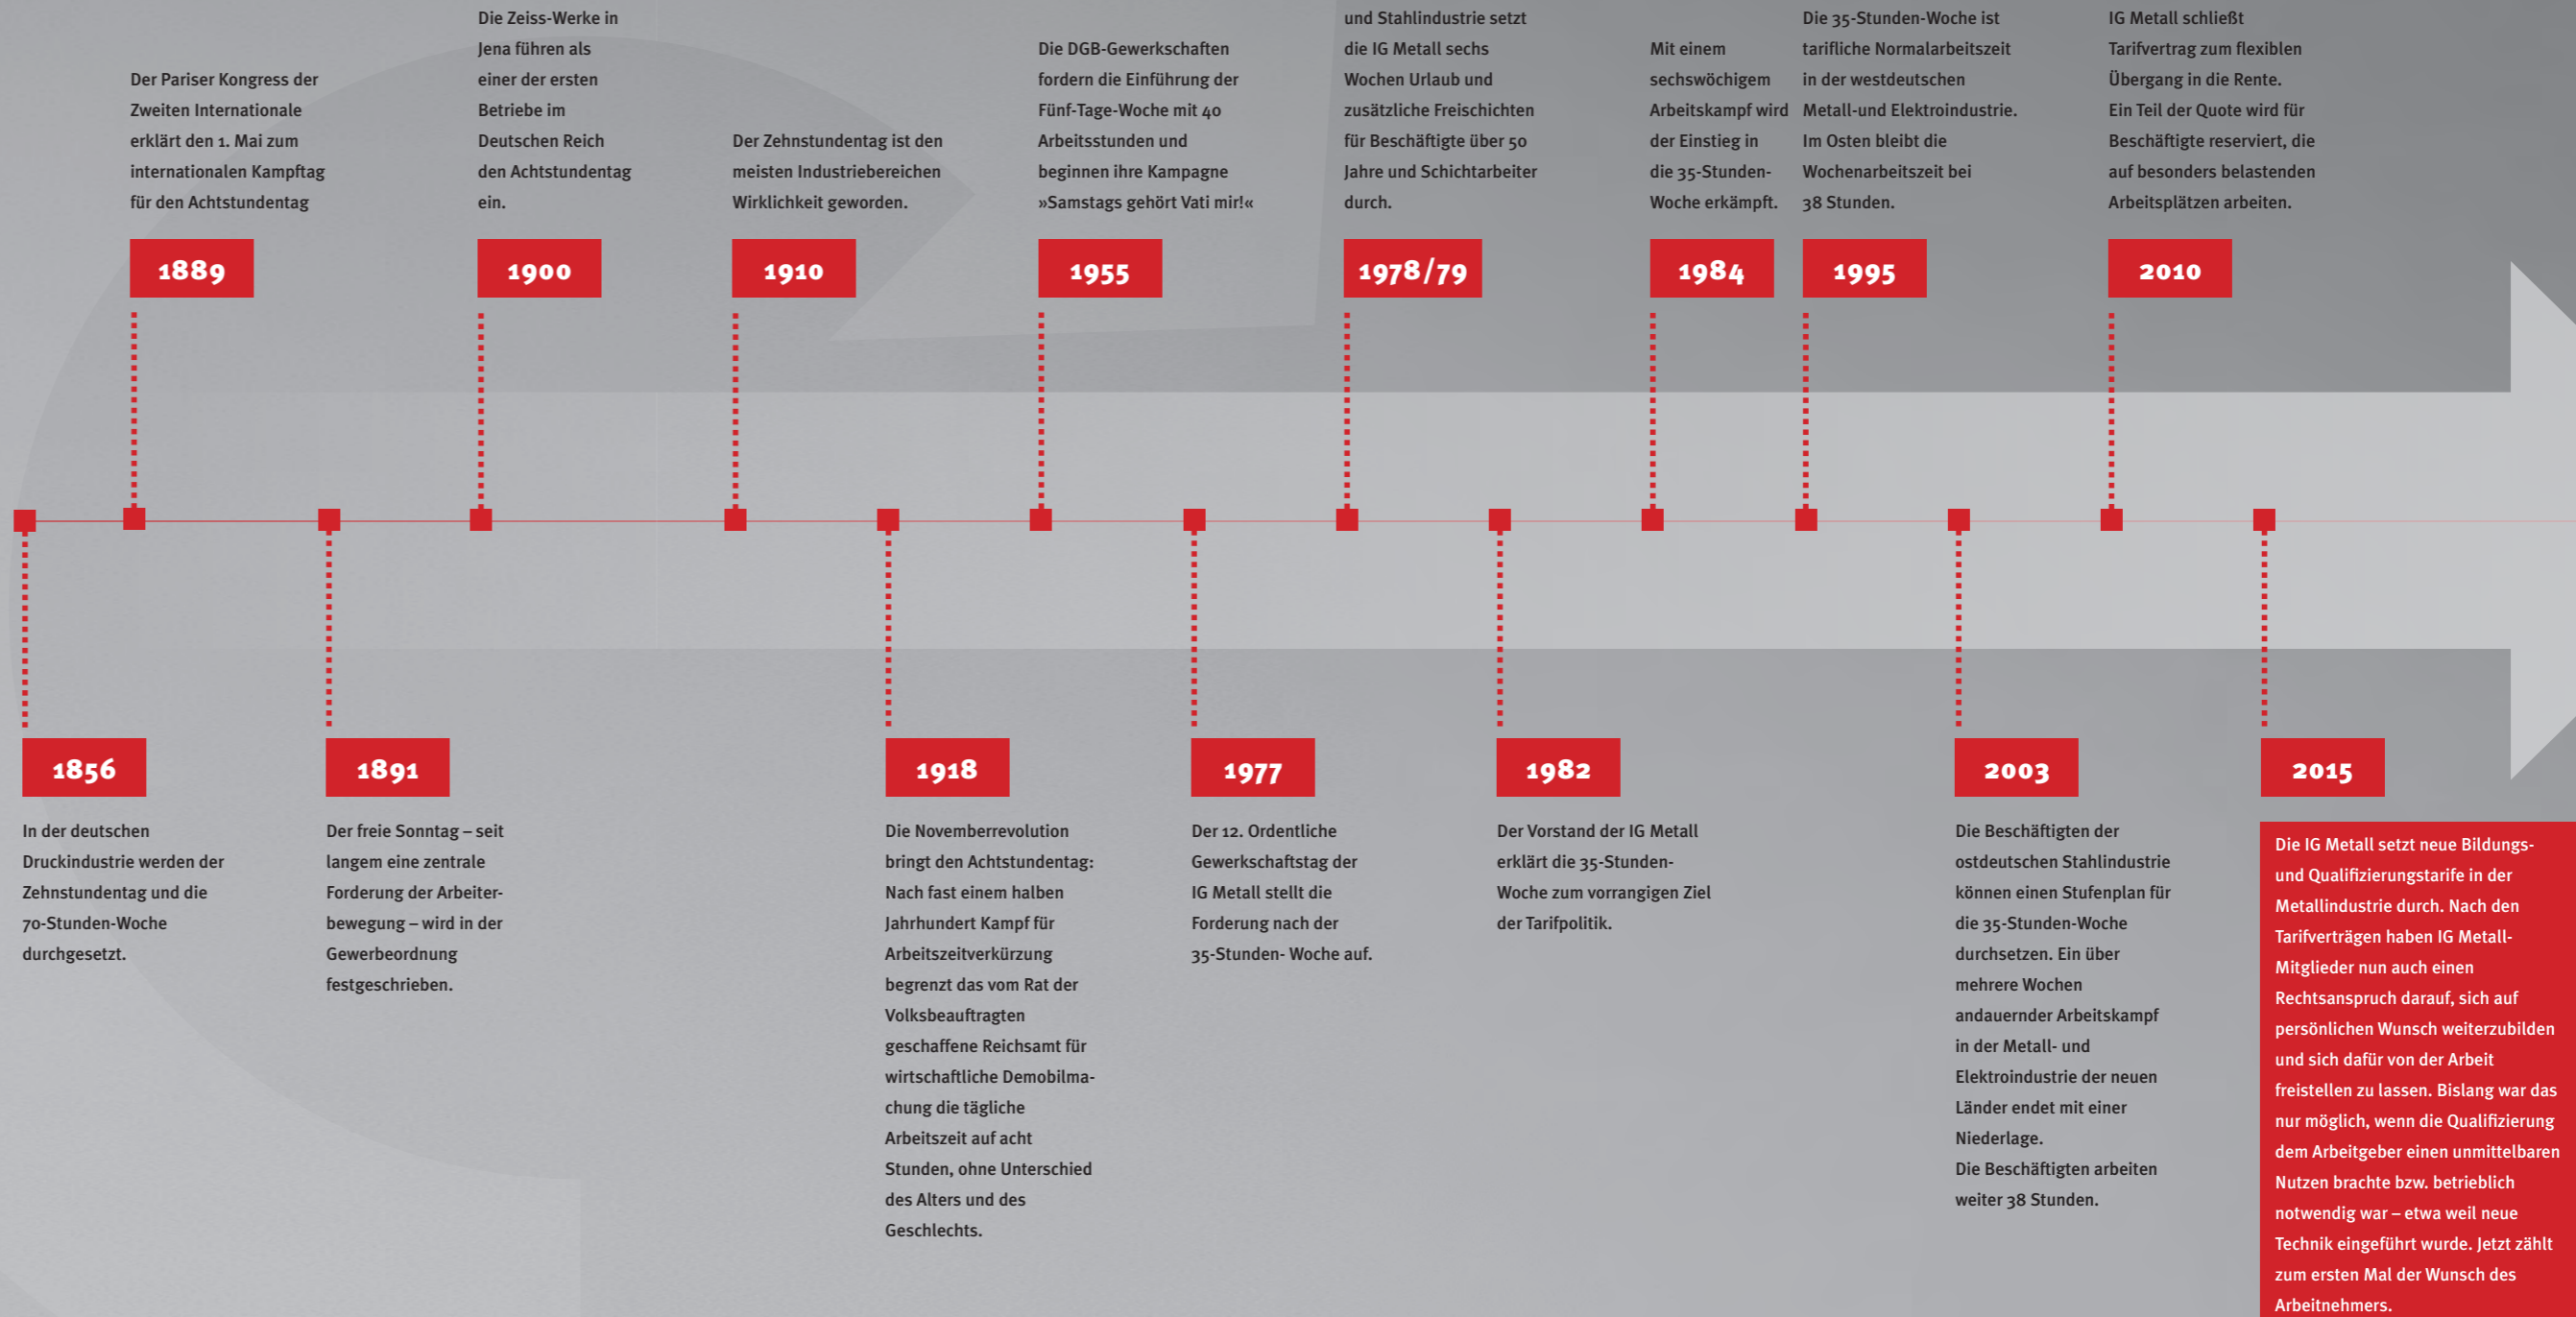 Der Pariser Kongress der
Zweiten Internationale
erklärt den 1. Mai zum
internationalen Kampftag
für den Achtstundentag
1889
Die Zeiss-Werke in
Jena führen als
einer der ersten
Betriebe im
Deutschen Reich
den Achtstundentag
ein.
1900
Der Zehnstundentag ist den
meisten Industriebereichen
Wirklichkeit geworden.
1910
Die DGB-Gewerkschaften
fordern die Einführung der
Fünf-Tage-Woche mit 40
Arbeitsstunden und
beginnen ihre Kampagne
»Samstags gehört Vati mir!«
1955
und Stahlindustrie setzt
die IG Metall sechs
Wochen Urlaub und
zusätzliche Freischichten
für Beschäftigte über 50
Jahre und Schichtarbeiter
durch.
1978/79
Mit einem
sechswöchigem
Arbeitskampf wird
der Einstieg in
die 35-Stunden-
Woche erkämpft.
1984
Die 35-Stunden-Woche ist
tarifliche Normalarbeitszeit
in der westdeutschen
Metall-und Elektroindustrie.
Im Osten bleibt die
Wochenarbeitszeit bei
38 Stunden.
1995
IG Metall schließt
Tarifvertrag zum flexiblen
Übergang in die Rente.
Ein Teil der Quote wird für
Beschäftigte reserviert, die
auf besonders belastenden
Arbeitsplätzen arbeiten.
2010
1856
In der deutschen
Druckindustrie werden der
Zehnstundentag und die
70-Stunden-Woche
durchgesetzt.
1891
Der freie Sonntag – seit
langem eine zentrale
Forderung der Arbeiter-
bewegung – wird in der
Gewerbeordnung
festgeschrieben.
1918
Die Novemberrevolution
bringt den Achtstundentag:
Nach fast einem halben
Jahrhundert Kampf für
Arbeitszeitverkürzung
begrenzt das vom Rat der
Volksbeauftragten
geschaffene Reichsamt für
wirtschaftliche Demobilma-
chung die tägliche
Arbeitszeit auf acht
Stunden, ohne Unterschied
des Alters und des
Geschlechts.
1977
Der 12. Ordentliche
Gewerkschaftstag der
IG Metall stellt die
Forderung nach der
35-Stunden- Woche auf.
1982
Der Vorstand der IG Metall
erklärt die 35-Stunden-
Woche zum vorrangigen Ziel
der Tarifpolitik.
2003
Die Beschäftigten der
ostdeutschen Stahlindustrie
können einen Stufenplan für
die 35-Stunden-Woche
durchsetzen. Ein über
mehrere Wochen
andauernder Arbeitskampf
in der Metall- und
Elektroindustrie der neuen
Länder endet mit einer
Niederlage.
Die Beschäftigten arbeiten
weiter 38 Stunden.
2015
Die IG Metall setzt neue Bildungs-
und Qualifizierungstarife in der
Metallindustrie durch. Nach den
Tarifverträgen haben IG Metall-
Mitglieder nun auch einen
Rechtsanspruch darauf, sich auf
persönlichen Wunsch weiterzubilden
und sich dafür von der Arbeit
freistellen zu lassen. Bislang war das
nur möglich, wenn die Qualifizierung
dem Arbeitgeber einen unmittelbaren
Nutzen brachte bzw. betrieblich
notwendig war – etwa weil neue
Technik eingeführt wurde. Jetzt zählt
zum ersten Mal der Wunsch des
Arbeitnehmers.